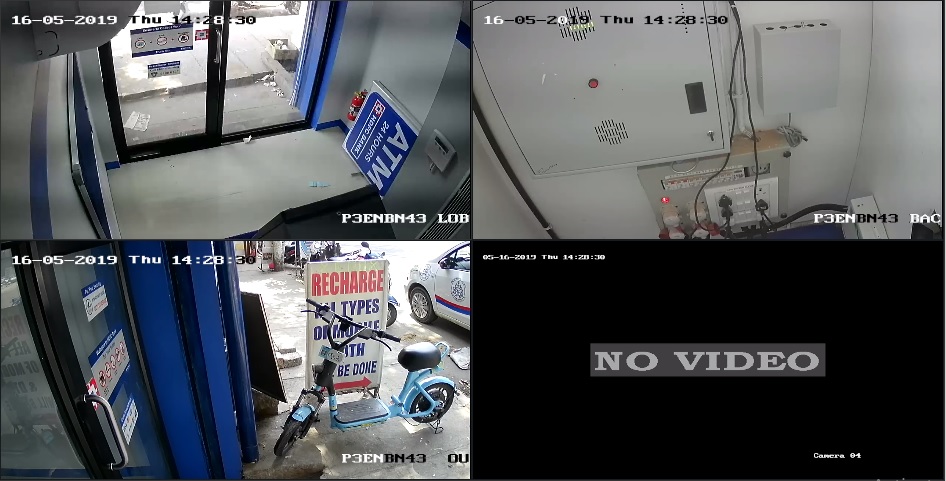 16-05-2019 Thu 14:28:30
HDFC BANK
24 HOURS
ATM
P3ENBN43 LOB
16-05-2019 Thu 14:28:30
P3ENBN43 BAC
16-05-2019 Thu 14:28:30
RECHARGE
TYPES
BE DONE
P3ENBN43 OU
05-16-2019 Thu 14:28:30
NO VIDEO
Camera 04